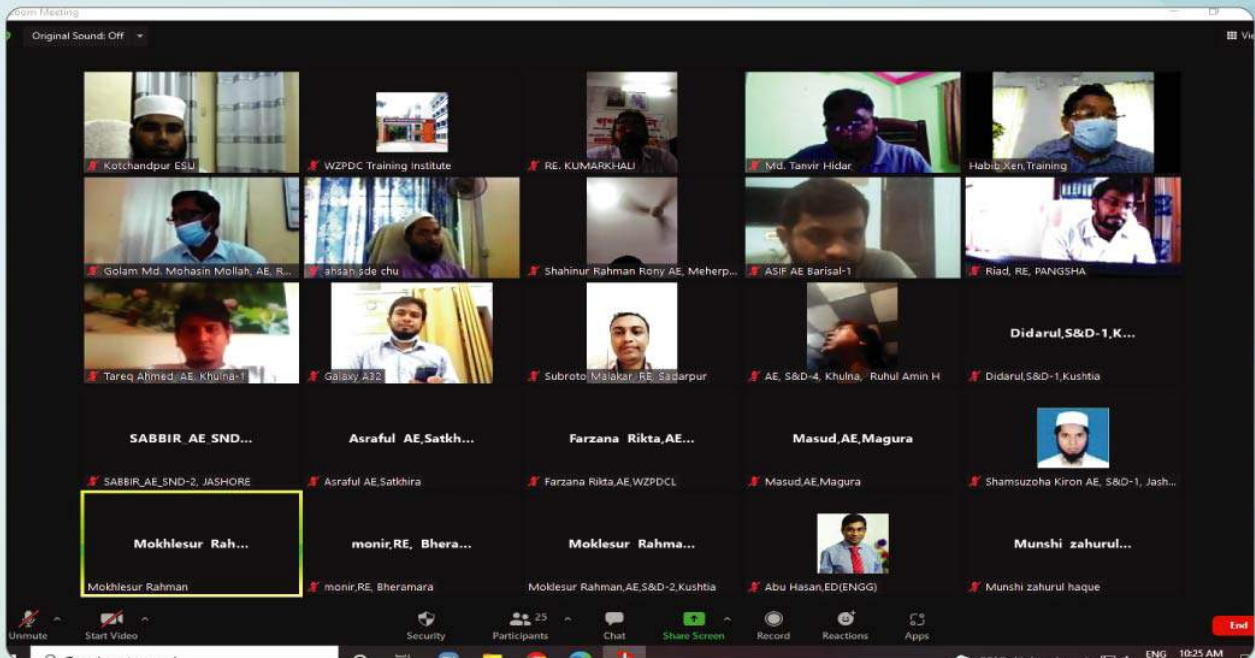 Zoom Meeting
Original Sound: Off
Kotchandpur ESU
WZPDC Training Institute
RE. KUMARKHALI
Md. Tanvir Hidar
Habib Xen,Training
Golam Md. Mohasin Mollah, AE, R...
ahsan sde chu
Shahinur Rahman Rony AE, Meherp...
ASIF AE Barisal-1
Riad, RE, PANGSHA
Tareq Ahmed AE, Khulna-1
Galaxy A32
Subroto Malakar, RE, Sadarpur
AE, S&D-4, Khulna, Ruhul Amin H
Didarul,S&D-1,K...
Didarul,S&D-1,Kushtia
SABBIR_AE_SND...
SABBIR_AE_SND-2, JASHORE
Asraful AE,Satkh...
Asraful AE,Satkhira
Farzana Rikta,AE...
Farzana Rikta,AE,WZPDCL
Masud,AE,Magura
Masud,AE,Magura
Shamsuzoha Kiron AE, S&D-1, Jash...
Mokhlesur Rah...
Mokhlesur Rahman
monir,RE, Bhera...
monir,RE, Bheramara
Moklesur Rahma...
Moklesur Rahman,AE,S&D-2,Kushtia
Abu Hasan,ED(ENGG)
Munshi zahurul...
Munshi zahurul haque
Unmute
Start Video
Security
Participants 25
Chat
Share Screen
Record
Reactions
Apps
End
ENG 10:25 AM